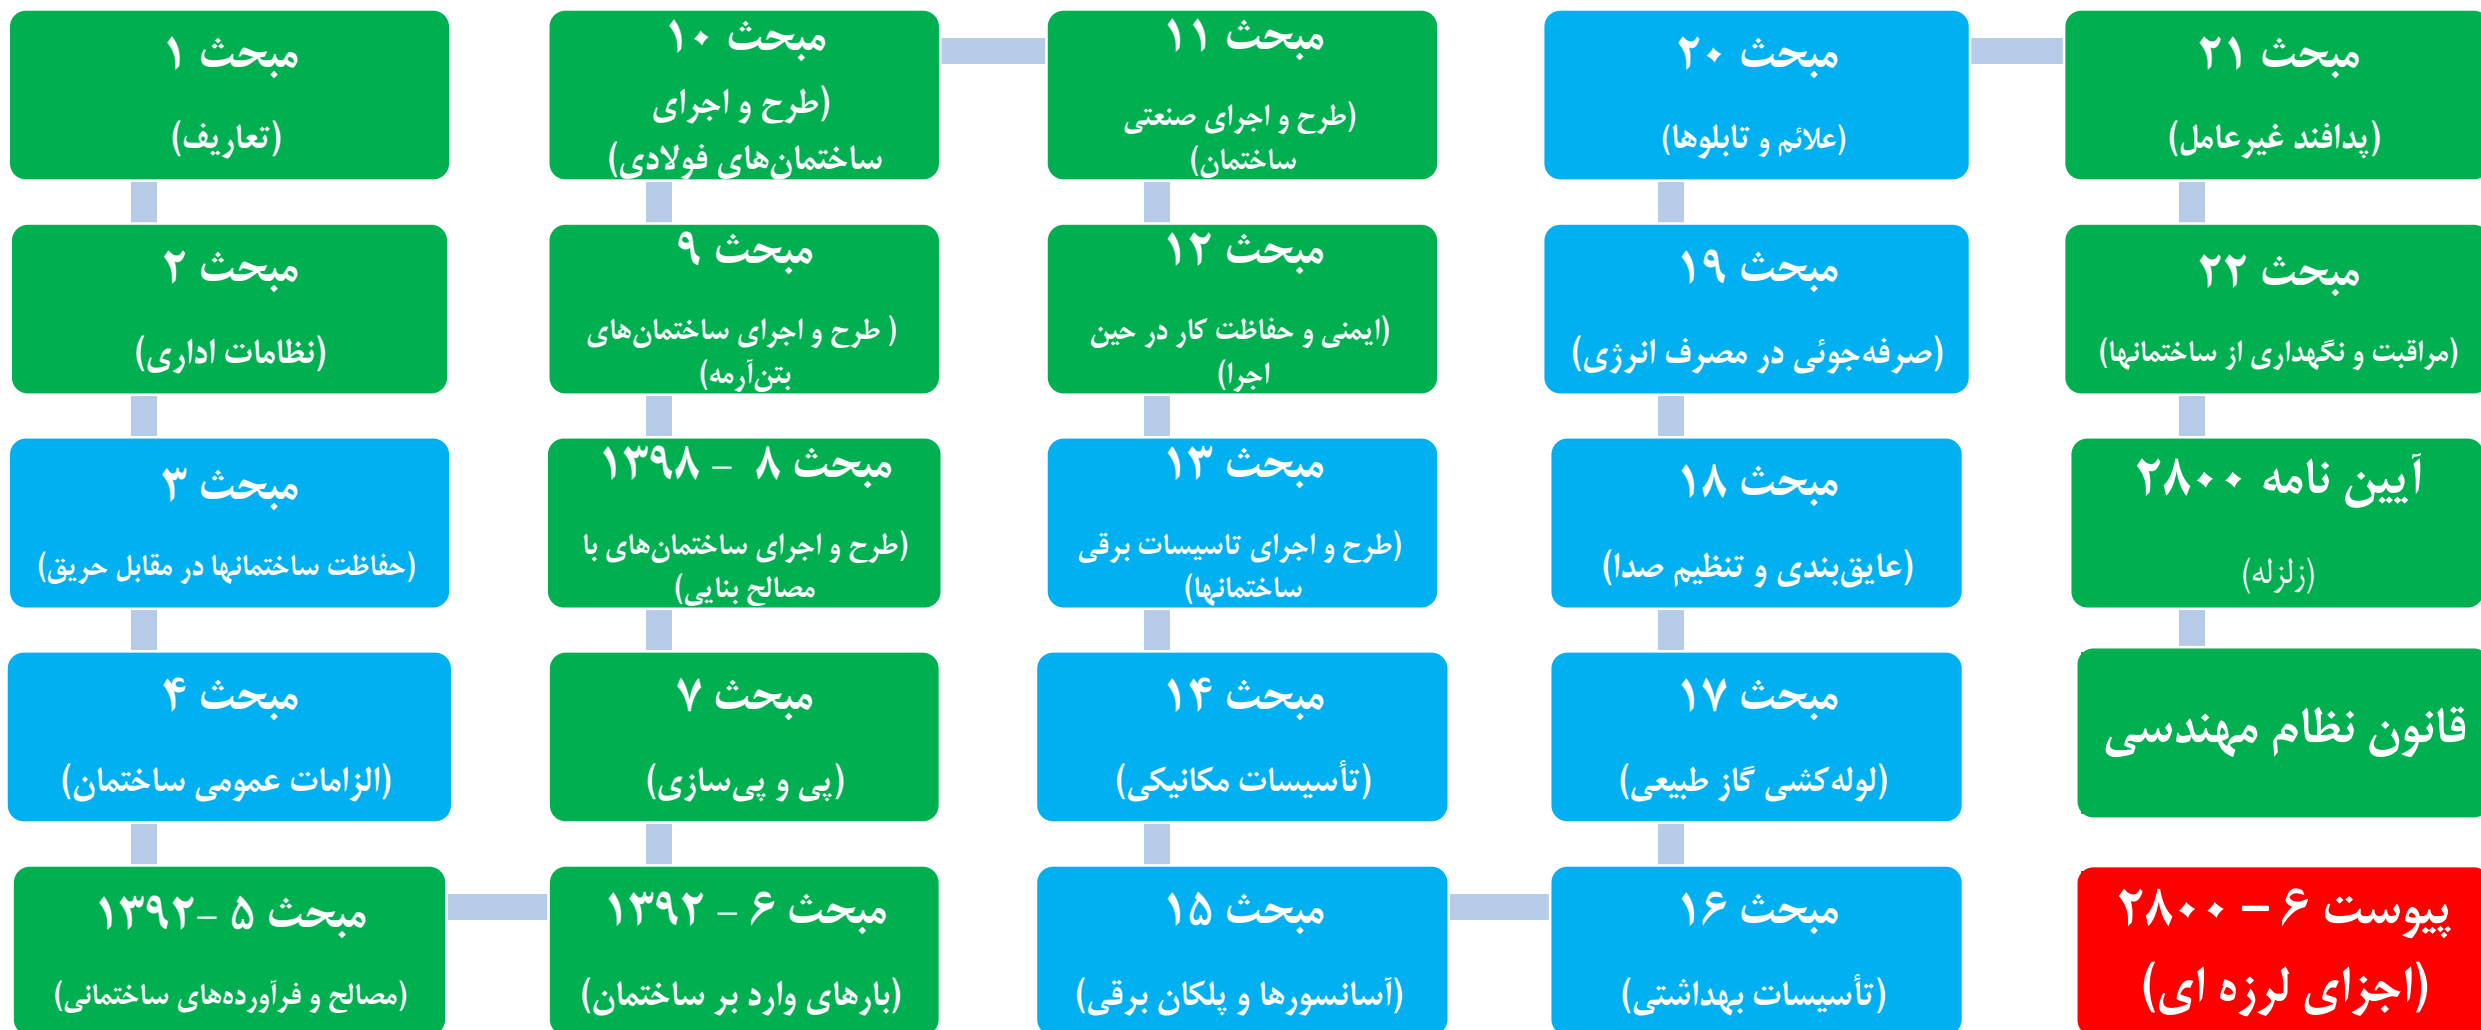 مبحث ۱
(تعاریف)
مبحث ۲
(نظامات اداری)
مبحث ۳
(حفاظت ساختمانها در مقابل حریق)
مبحث ۴
(الزامات عمومی ساختمان)
مبحث ۵ –۱۳۹۲
(مصالح و فرآورده‌های ساختمانی)
مبحث ۶ – ۱۳۹۲
(بارهای وارد بر ساختمان)
مبحث ۷
(پی و پی‌سازی)
مبحث ۸ – ۱۳۹۸
(طرح و اجرای ساختمان‌های با
مصالح بنایی)
مبحث ۹
( طرح و اجرای ساختمان‌های
بتن‌آرمه)
مبحث ۱۰
(طرح و اجرای
ساختمان‌های فولادی)
مبحث ۱۱
(طرح و اجرای صنعتی
ساختمان)
مبحث ۱۲
(ایمنی و حفاظت کار در حین
اجرا)
مبحث ۱۳
(طرح و اجرای تاسیسات برقی
ساختمانها)
مبحث ۱۴
(تأسیسات مکانیکی)
مبحث ۱۵
(آسانسورها و پلکان برقی)
مبحث ۱۶
(تأسیسات بهداشتی)
مبحث ۱۷
(لوله‌کشی گاز طبیعی)
مبحث ۱۸
(عایق‌بندی و تنظیم صدا)
مبحث ۱۹
(صرفه‌جوئی در مصرف انرژی)
مبحث ۲۰
(علائم و تابلوها)
مبحث ۲۱
(پدافند غیرعامل)
مبحث ۲۲
(مراقبت و نگهداری از ساختمانها)
آیین نامه ۲۸۰۰
(زلزله)
قانون نظام مهندسی
پیوست ۶ – ۲۸۰۰
(اجزای لرزه ای)